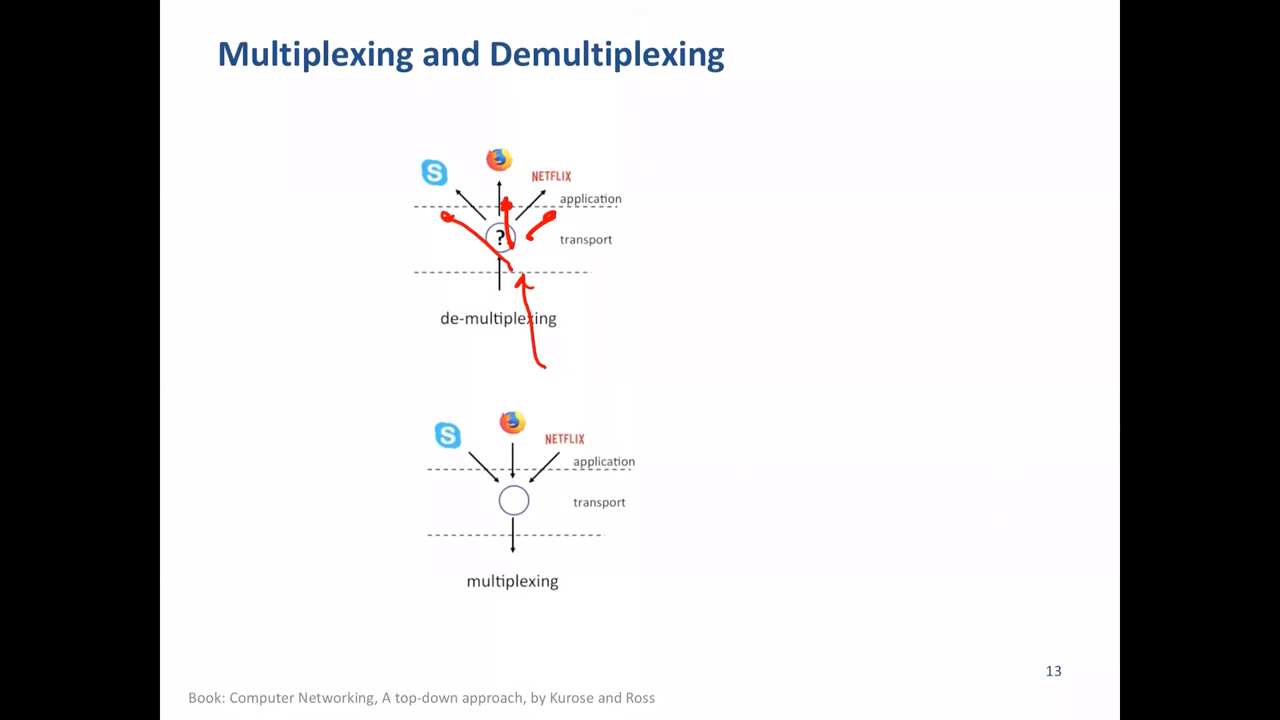 Multiplexing and Demultiplexing
S
NETFLIX
application
?
transport
de-multiplexing
S
NETFLIX
application
transport
multiplexing
13
Book: Computer Networking, A top-down approach, by Kurose and Ross